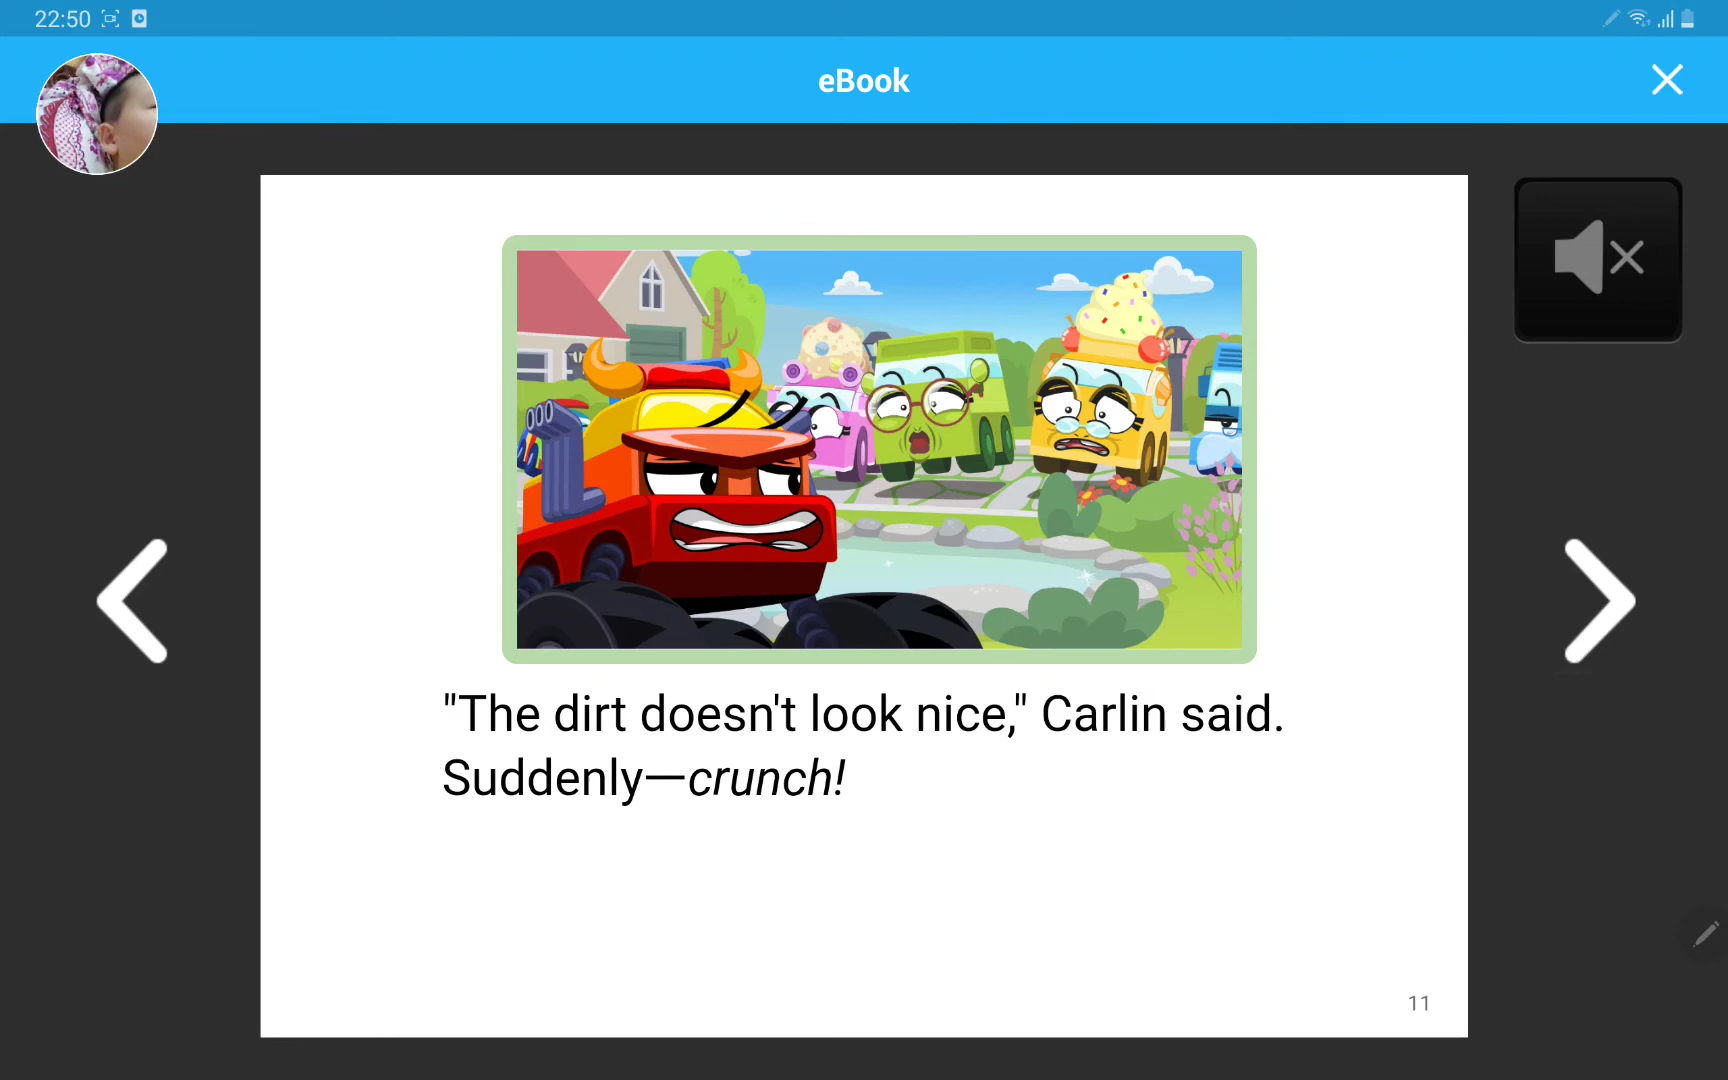 22:50
eBook
"The dirt doesn't look nice," Carlin said.
Suddenly—crunch!
11